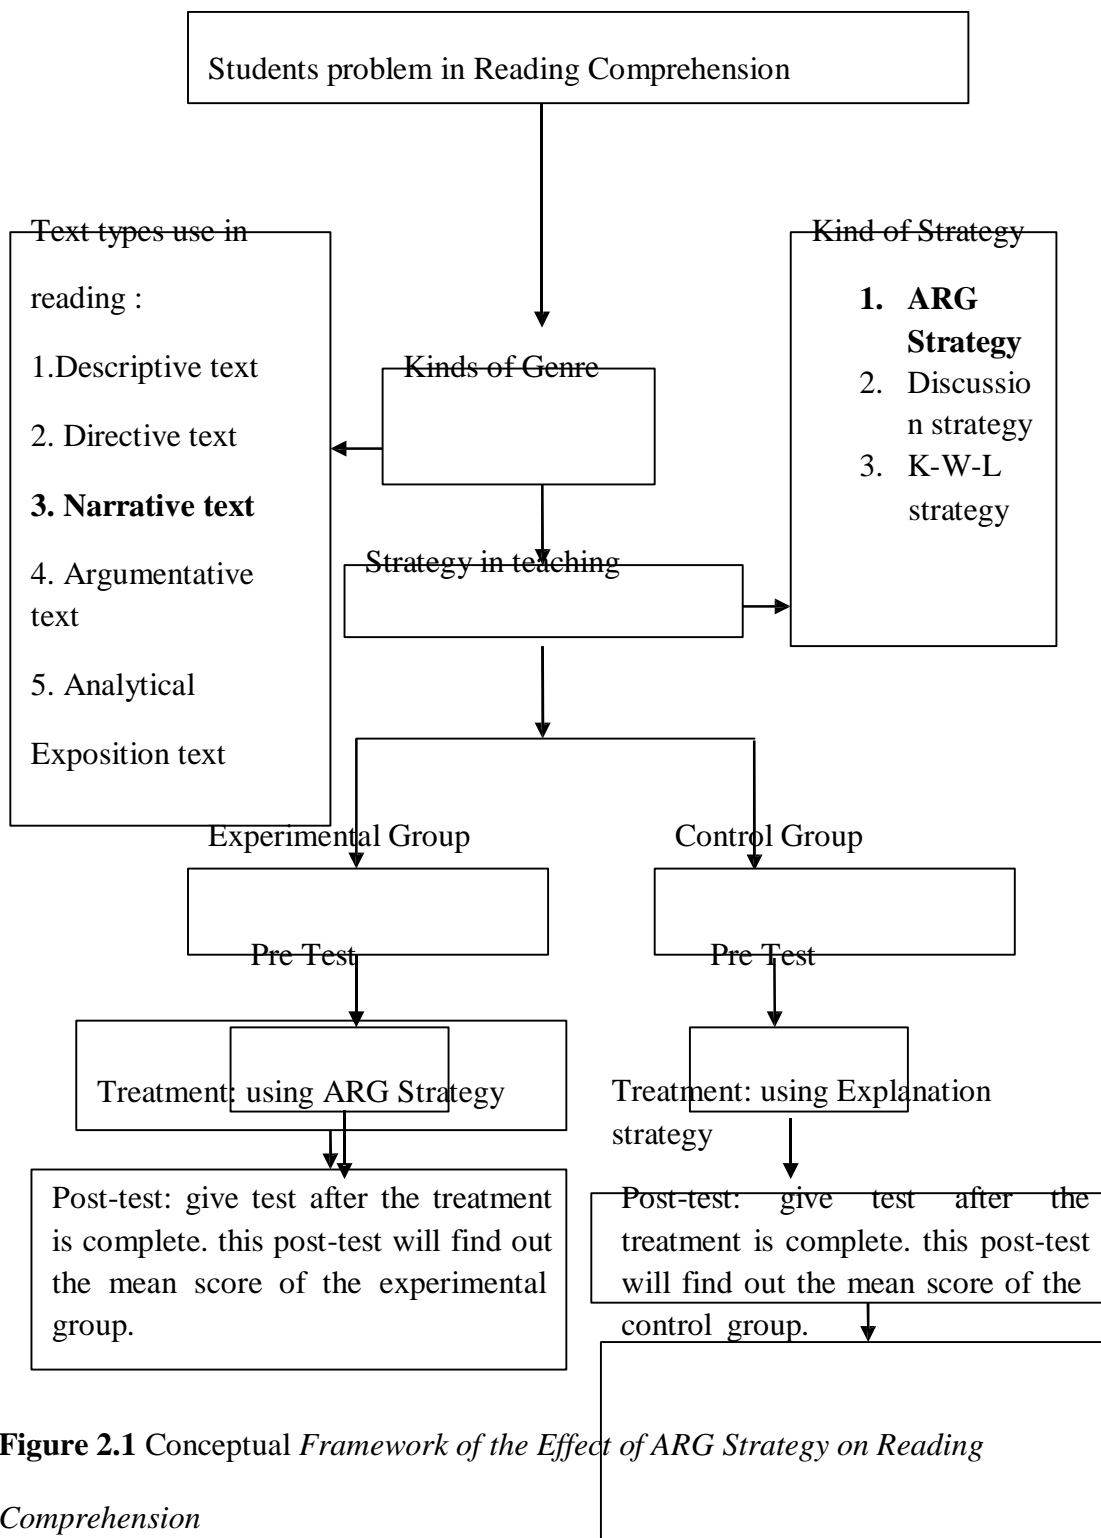 Students problem in Reading Comprehension
Text types use in
reading :
1.Descriptive text
2. Directive text
3. Narrative text
4. Argumentative
text
5. Analytical
Exposition text
Kind of Strategy
1. ARG
Strategy
2. Discussio
n strategy
3. K-W-L
strategy
Kinds of Genre
Strategy in teaching
Experimental Group
Control Group
Pre Test
Pre Test
Treatment: using ARG Strategy
Treatment: using Explanation
strategy
Post-test: give test after the treatment
is complete. this post-test will find out
the mean score of the experimental
group.
Post-test: give test after the
treatment is complete. this post-test
will find out the mean score of the
control group.
Figure 2.1 Conceptual Framework of the Effect of ARG Strategy on Reading
Comprehension